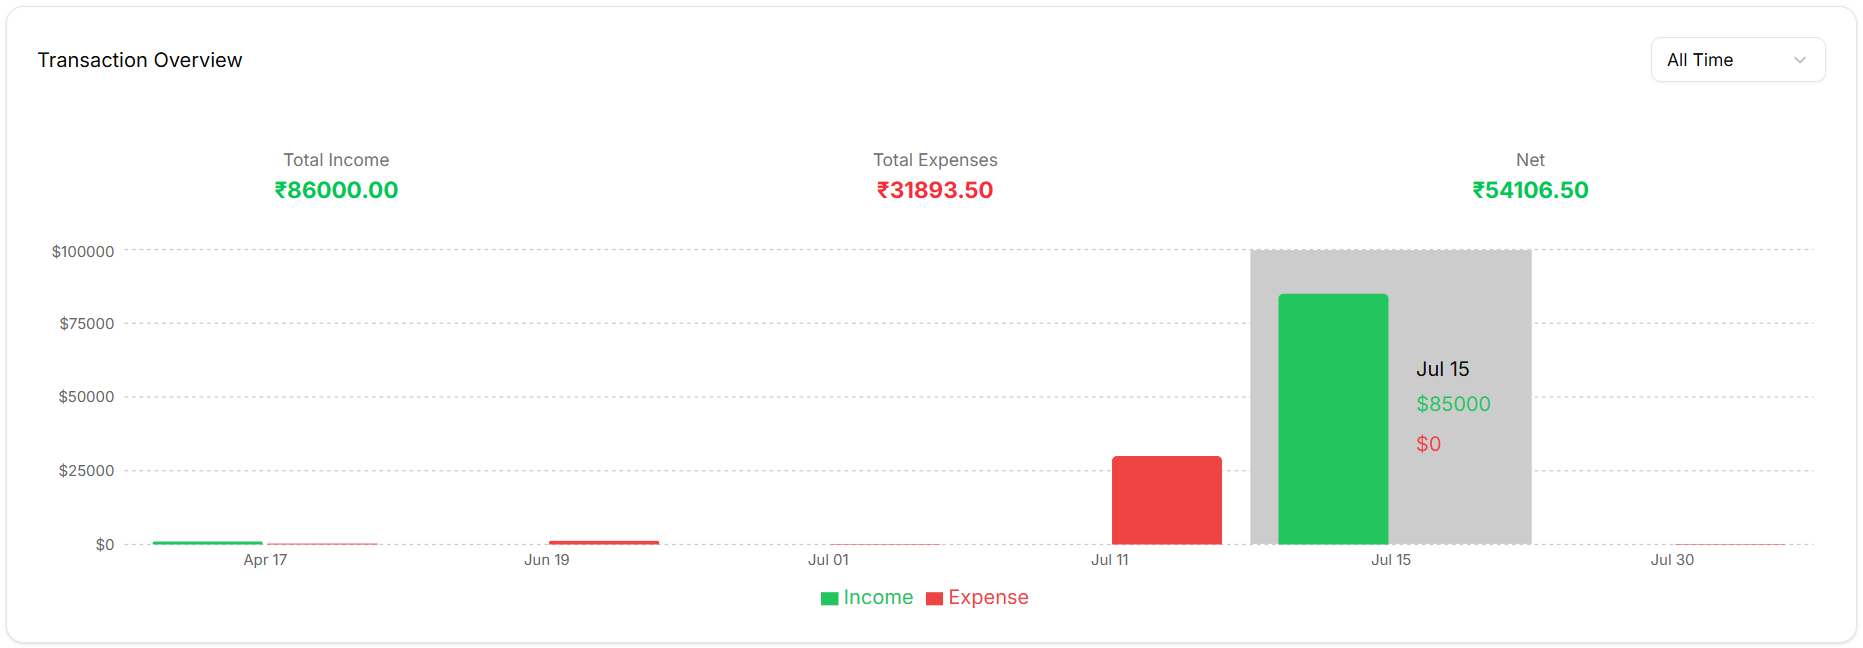 Transaction Overview
All Time
Total Income
₹86000.00
Total Expenses
₹31893.50
Net
₹54106.50
$100000
$75000
$50000
$25000
$0
Jul 15
$85000
$0
Apr 17
Jun 19
Jul 01
Jul 11
Jul 15
Jul 30
Income
Expense